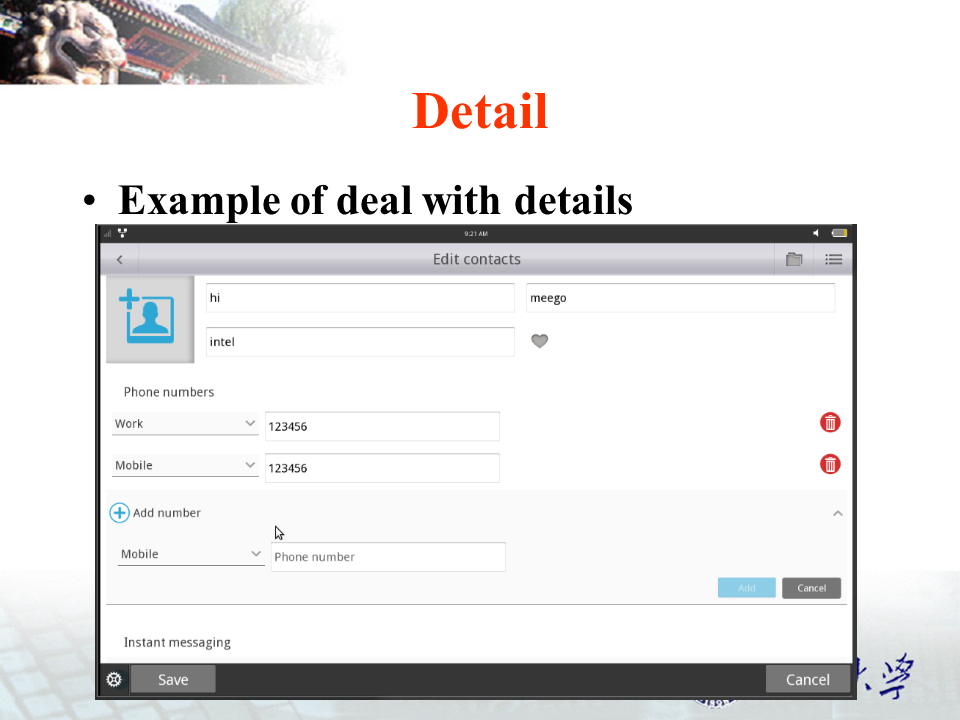 Detail
• Example of deal with details
9:21 AM
Edit contacts
hi
meego
intel
Phone numbers
Work
123456
Mobile
123456
Add number
Mobile
Phone number
Add
Cancel
Instant messaging
Save
Cancel
学